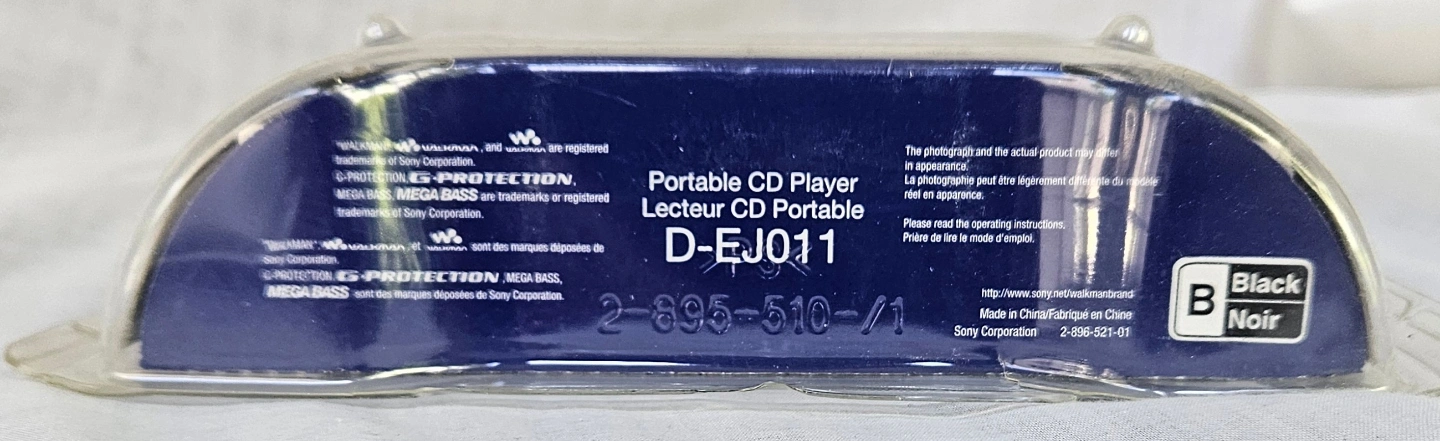 "WALKMAN", WALKMAN, and WALKMAN are registered
trademarks of Sony Corporation.
G-PROTECTION, G-PROTECTION,
MEGA BASS, MEGA BASS are trademarks or registered
trademarks of Sony Corporation.
"WALKMAN", WALKMAN, et WALKMAN sont des marques déposées de
Sony Corporation.
G-PROTECTION, G-PROTECTION, MEGA BASS,
MEGA BASS sont des marques déposées de Sony Corporation.
Portable CD Player
Lecteur CD Portable
D-EJ011
2-895-510-/1
The photograph and the actual product may differ
in appearance.
La photographie peut être légèrement différente du modèle
réel en apparence.
Please read the operating instructions.
Prière de lire le mode d'emploi.
http://www.sony.net/walkmanbrand
Made in China/Fabriqué en Chine
Sony Corporation 2-896-521-01
B Black
Noir